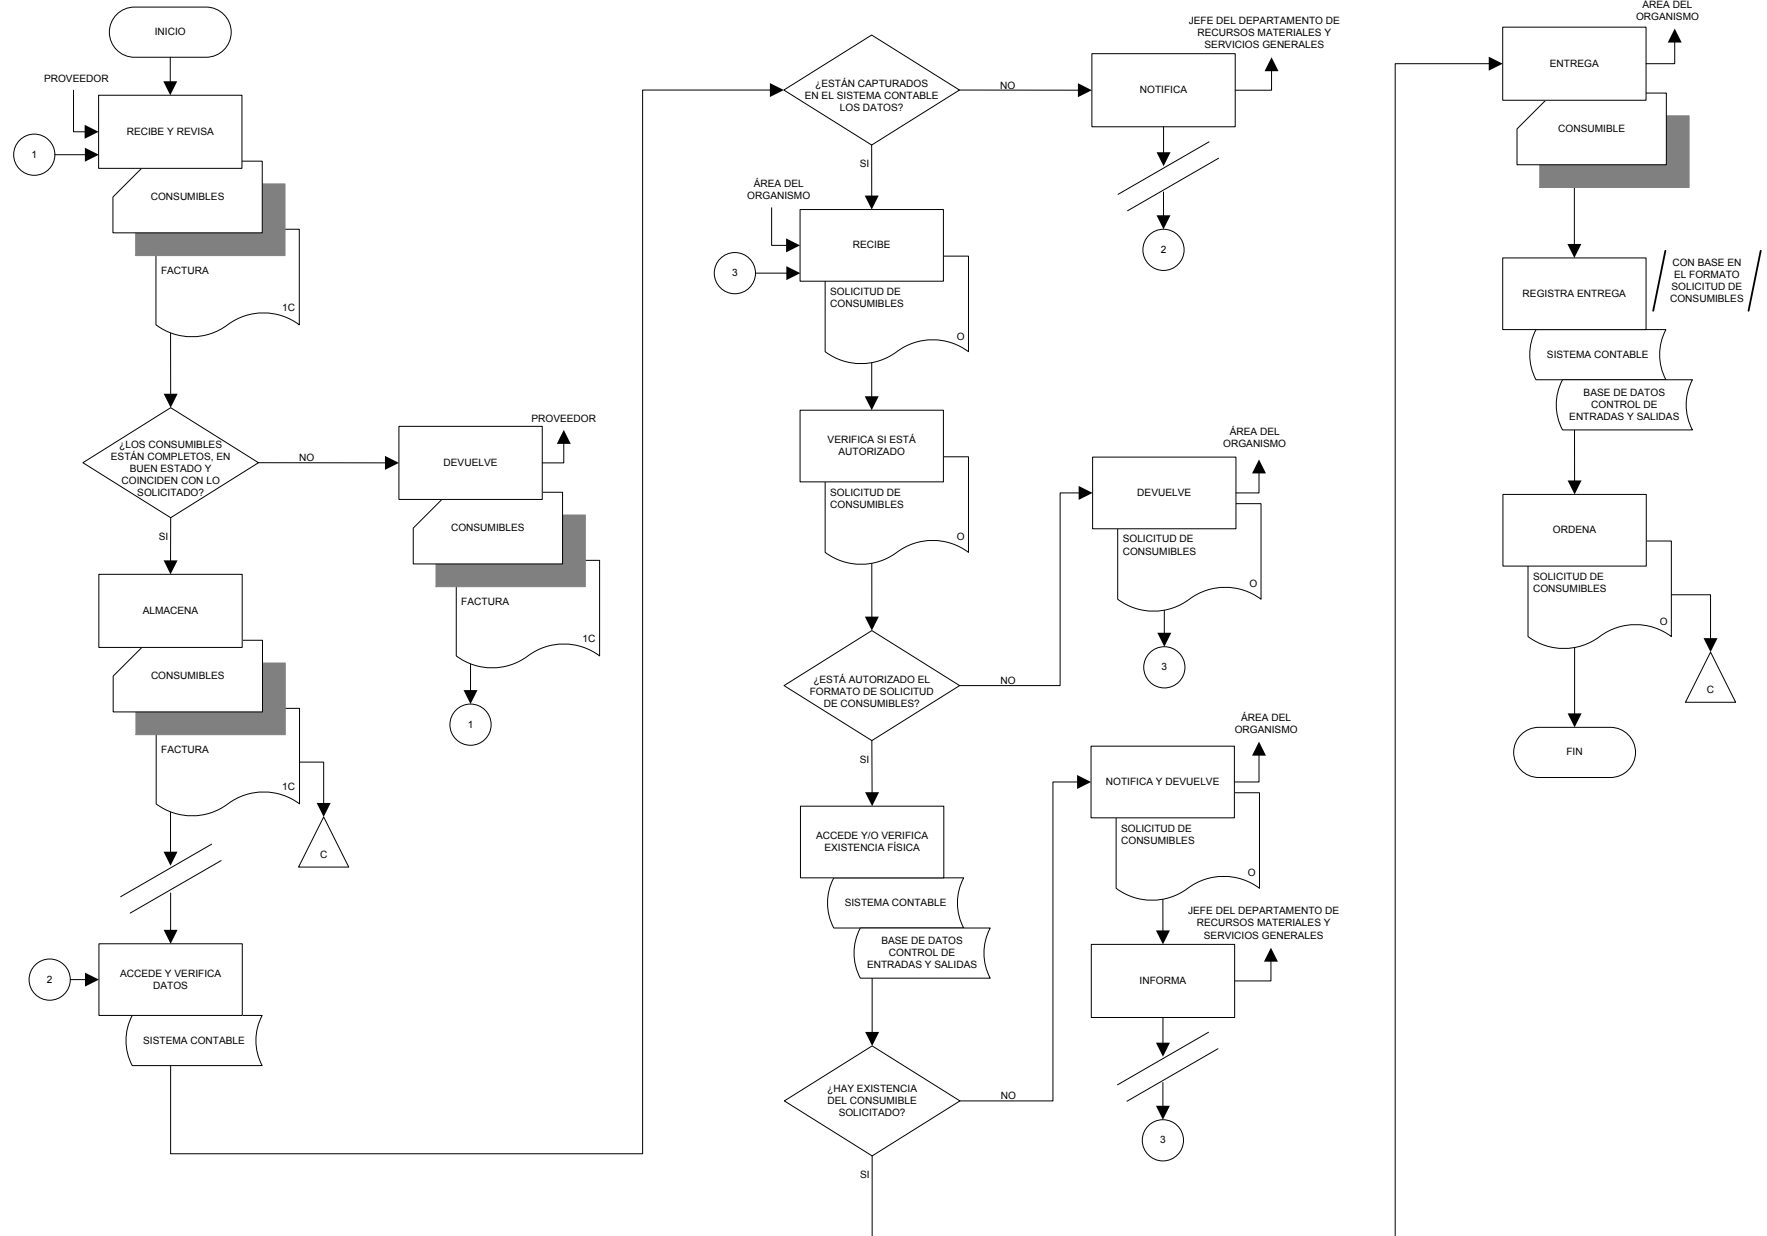 INICIO
PROVEEDOR
RECIBE Y REVISA
1
CONSUMIBLES
FACTURA
1C
¿LOS CONSUMIBLES
ESTÁN COMPLETOS, EN
BUEN ESTADO Y
COINCIDEN CON LO
SOLICITADO?
NO
SI
PROVEEDOR
DEVUELVE
CONSUMIBLES
FACTURA
1C
1
ALMACENA
CONSUMIBLES
FACTURA
1C
C
2
ACCEDE Y VERIFICA
DATOS
SISTEMA CONTABLE
¿ESTÁN CAPTURADOS
EN EL SISTEMA CONTABLE
LOS DATOS?
NO
SI
JEFE DEL DEPARTAMENTO DE
RECURSOS MATERIALES Y
SERVICIOS GENERALES
NOTIFICA
2
ÁREA DEL
ORGANISMO
RECIBE
3
SOLICITUD DE
CONSUMIBLES
O
VERIFICA SI ESTÁ
AUTORIZADO
SOLICITUD DE
CONSUMIBLES
O
¿ESTÁ AUTORIZADO EL
FORMATO DE SOLICITUD
DE CONSUMIBLES?
NO
SI
ÁREA DEL
ORGANISMO
DEVUELVE
SOLICITUD DE
CONSUMIBLES
O
3
ACCEDE Y/O VERIFICA
EXISTENCIA FÍSICA
SISTEMA CONTABLE
BASE DE DATOS
CONTROL DE
ENTRADAS Y SALIDAS
¿HAY EXISTENCIA
DEL CONSUMIBLE
SOLICITADO?
NO
SI
ÁREA DEL
ORGANISMO
NOTIFICA Y DEVUELVE
SOLICITUD DE
CONSUMIBLES
O
JEFE DEL DEPARTAMENTO DE
RECURSOS MATERIALES Y
SERVICIOS GENERALES
INFORMA
3
ÁREA DEL
ORGANISMO
ENTREGA
CONSUMIBLE
REGISTRA ENTREGA
CON BASE EN
EL FORMATO
SOLICITUD DE
CONSUMIBLES
SISTEMA CONTABLE
BASE DE DATOS
CONTROL DE
ENTRADAS Y SALIDAS
ORDENA
SOLICITUD DE
CONSUMIBLES
O
C
FIN